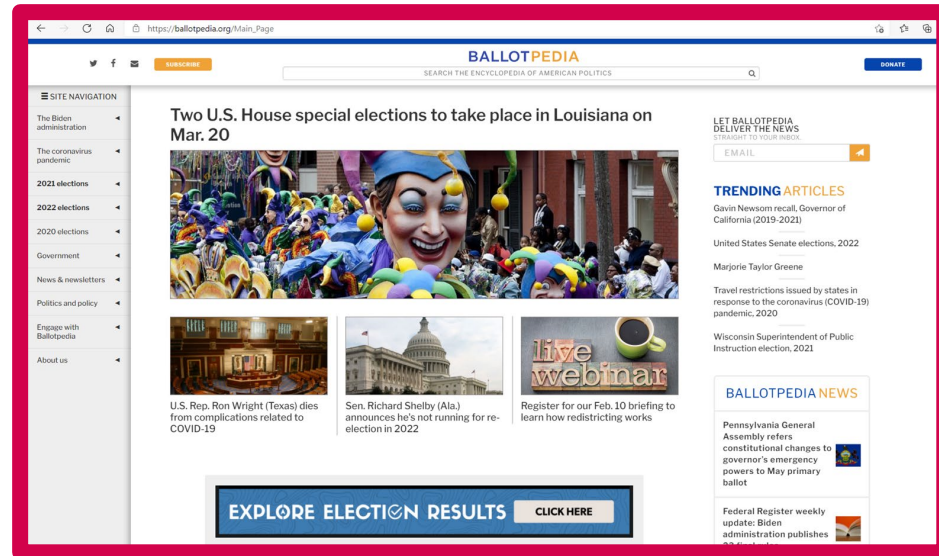 https://ballotpedia.org/Main_Page
SUBSCRIBE
BALLOTPEDIA
SEARCH THE ENCYCLOPEDIA OF AMERICAN POLITICS
DONATE
SITE NAVIGATION
The Biden
administration
The coronavirus
pandemic
2021 elections
2022 elections
2020 elections
Government
News & newsletters
Politics and policy
Engage with
Ballotpedia
About us
Two U.S. House special elections to take place in Louisiana on
Mar. 20
U.S. Rep. Ron Wright (Texas) dies
from complications related to
COVID-19
Sen. Richard Shelby (Ala.)
announces he's not running for re-
election in 2022
live
webinar
Register for our Feb. 10 briefing to
learn how redistricting works
EXPLORE ELECTION RESULTS
CLICK HERE
LET BALLOTPEDIA
DELIVER THE NEWS
STRAIGHT TO YOUR INBOX.
EMAIL
TRENDING ARTICLES
Gavin Newsom recall, Governor of
California (2019-2021)
United States Senate elections, 2022
Marjorie Taylor Greene
Travel restrictions issued by states in
response to the coronavirus (COVID-19)
pandemic, 2020
Wisconsin Superintendent of Public
Instruction election, 2021
BALLOTPEDIA NEWS
Pennsylvania General
Assembly refers
constitutional changes to
governor's emergency
powers to May primary
ballot
Federal Register weekly
update: Biden
administration publishes